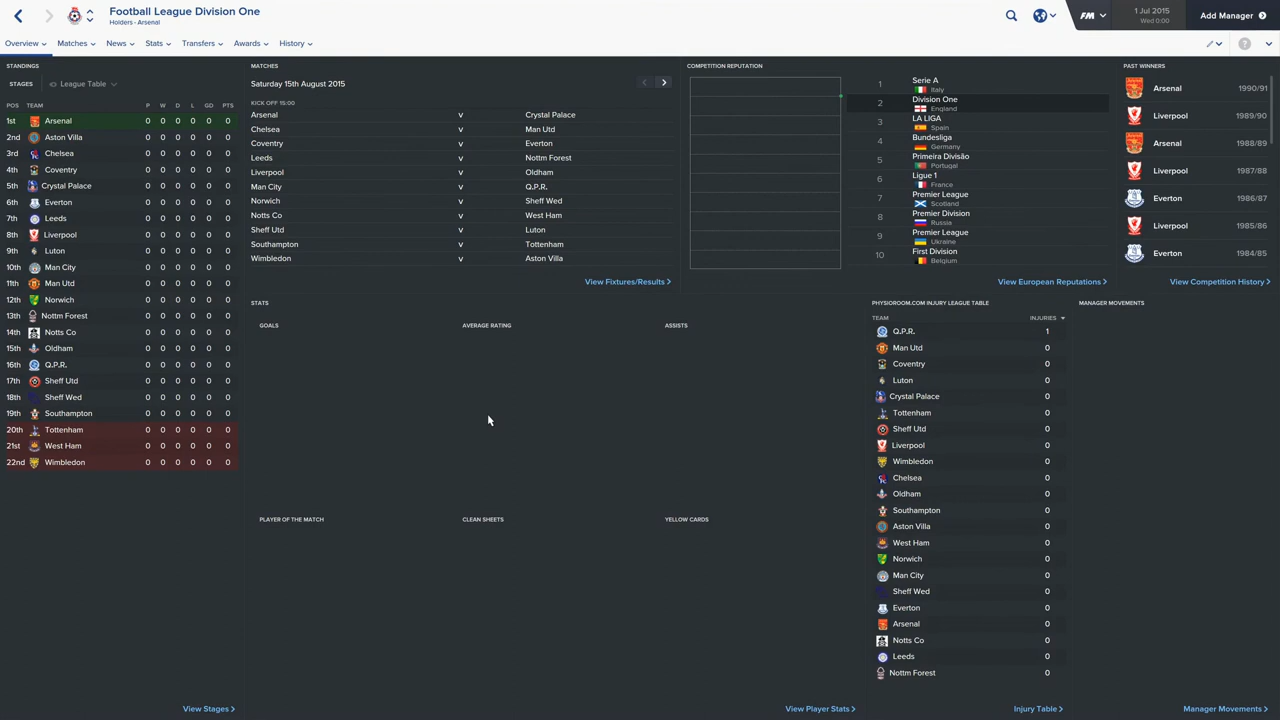 Football League Division One
Holders - Arsenal
FM
1 Jul 2015
Wed 0:00
Add Manager
Overview
Matches
News
Stats
Transfers
Awards
History
?
STANDINGS
STAGES League Table
POS TEAM P W D L GD PTS
1st Arsenal 0 0 0 0 0 0
2nd Aston Villa 0 0 0 0 0 0
3rd Chelsea 0 0 0 0 0 0
4th Coventry 0 0 0 0 0 0
5th Crystal Palace 0 0 0 0 0 0
6th Everton 0 0 0 0 0 0
7th Leeds 0 0 0 0 0 0
8th Liverpool 0 0 0 0 0 0
9th Luton 0 0 0 0 0 0
10th Man City 0 0 0 0 0 0
11th Man Utd 0 0 0 0 0 0
12th Norwich 0 0 0 0 0 0
13th Nottm Forest 0 0 0 0 0 0
14th Notts Co 0 0 0 0 0 0
15th Oldham 0 0 0 0 0 0
16th Q.P.R. 0 0 0 0 0 0
17th Sheff Utd 0 0 0 0 0 0
18th Sheff Wed 0 0 0 0 0 0
19th Southampton 0 0 0 0 0 0
20th Tottenham 0 0 0 0 0 0
21st West Ham 0 0 0 0 0 0
22nd Wimbledon 0 0 0 0 0 0
View Stages
MATCHES
Saturday 15th August 2015
KICK OFF 15:00
Arsenal v Crystal Palace
Chelsea v Man Utd
Coventry v Everton
Leeds v Nottm Forest
Liverpool v Oldham
Man City v Q.P.R.
Norwich v Sheff Wed
Notts Co v West Ham
Sheff Utd v Luton
Southampton v Tottenham
Wimbledon v Aston Villa
View Fixtures/Results
COMPETITION REPUTATION
1 Serie A
Italy
2 Division One
England
3 LA LIGA
Spain
4 Bundesliga
Germany
5 Primeira Divisão
Portugal
6 Ligue 1
France
7 Premier League
Scotland
8 Premier Division
Russia
9 Premier League
Ukraine
10 First Division
Belgium
View European Reputations
PAST WINNERS
Arsenal 1990/91
Liverpool 1989/90
Arsenal 1988/89
Liverpool 1987/88
Everton 1986/87
Liverpool 1985/86
Everton 1984/85
View Competition History
STATS
GOALS
AVERAGE RATING
ASSISTS
PLAYER OF THE MATCH
CLEAN SHEETS
YELLOW CARDS
View Player Stats
PHYSIOROOM.COM INJURY LEAGUE TABLE
TEAM INJURIES
Q.P.R. 1
Man Utd 0
Coventry 0
Luton 0
Crystal Palace 0
Tottenham 0
Sheff Utd 0
Liverpool 0
Wimbledon 0
Chelsea 0
Oldham 0
Southampton 0
Aston Villa 0
West Ham 0
Norwich 0
Man City 0
Sheff Wed 0
Everton 0
Arsenal 0
Notts Co 0
Leeds 0
Nottm Forest 0
Injury Table
MANAGER MOVEMENTS
Manager Movements